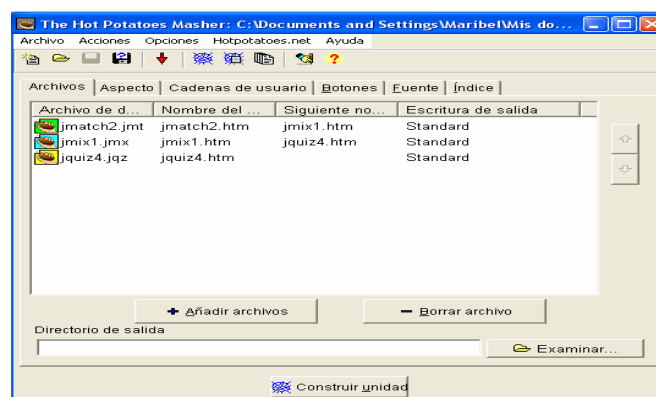 The Hot Potatoes Masher: C:\Documents and Settings\Maribel\Mis do...
Archivo Acciones Opciones Hotpotatoes.net Ayuda
Archivos Aspecto Cadenas de usuario Botones Fuente Índice
Archivo de d... Nombre del ... Siguiente no... Escritura de salida
jmatch2.jmt jmatch2.htm jmix1.htm Standard
jmix1.jmx jmix1.htm jquiz4.htm Standard
jquiz4.jqz jquiz4.htm Standard
Añadir archivos Borrar archivo
Directorio de salida
Examinar...
Construir unidad